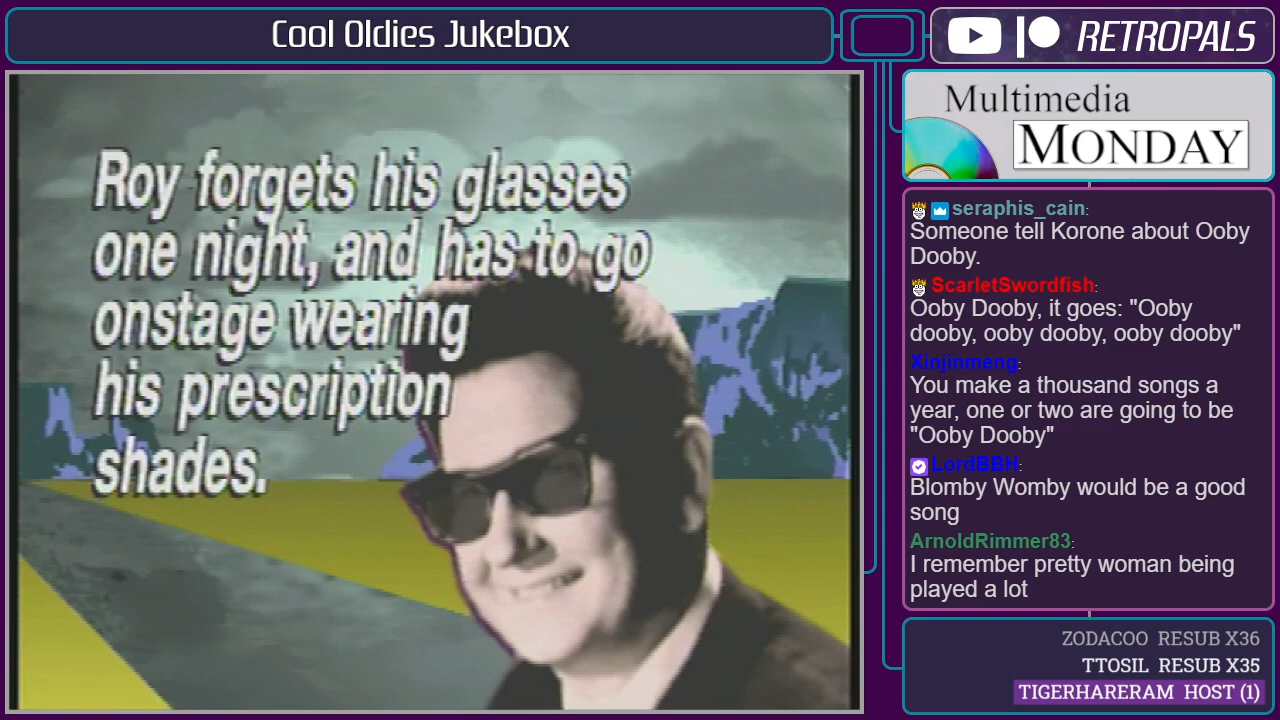 Cool Oldies Jukebox
RETROPALS
Multimedia
MONDAY
Roy forgets his glasses
one night, and has to go
onstage wearing
his prescription
shades.
seraphis_cain:
Someone tell Korone about Ooby
Dooby.
ScarletSwordfish:
Ooby Dooby, it goes: "Ooby
dooby, ooby dooby, ooby dooby"
Xinjinmeng:
You make a thousand songs a
year, one or two are going to be
"Ooby Dooby"
LordBBH:
Blomby Womby would be a good
song
ArnoldRimmer83:
I remember pretty woman being
played a lot
ZODACOO RESUB X36
TTOSIL RESUB X35
TIGERHARERAM HOST (1)